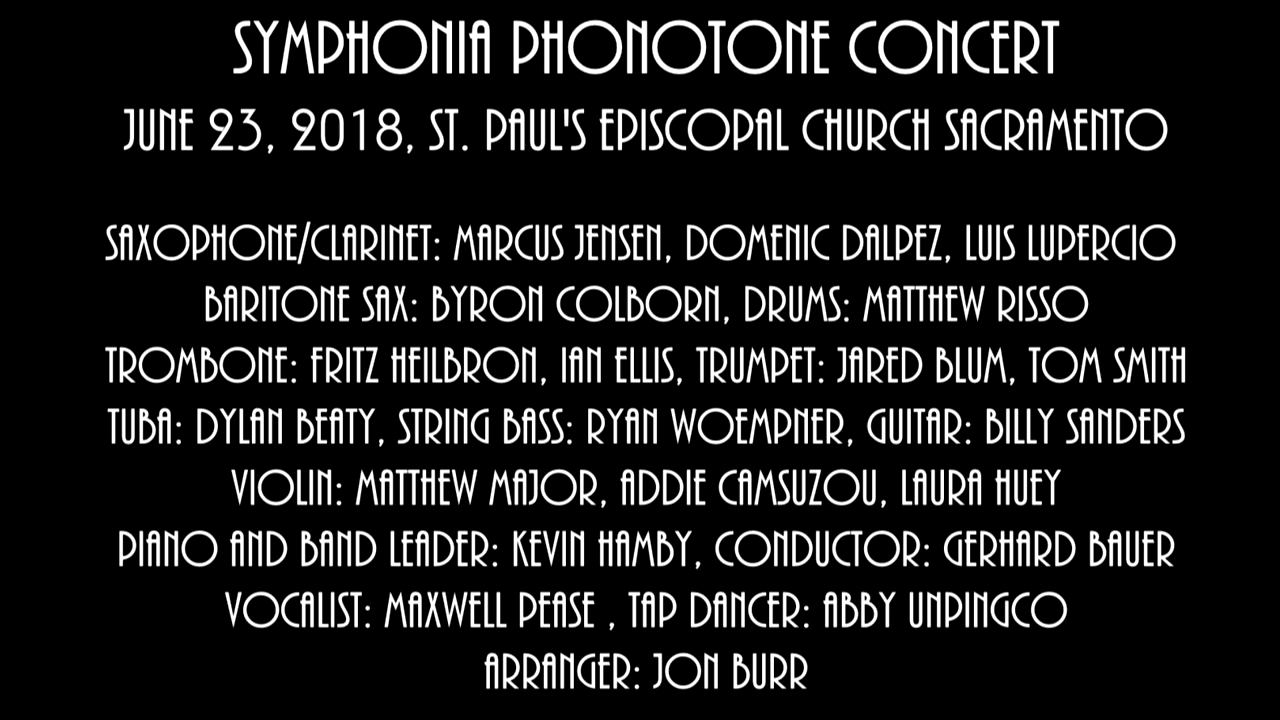 SYMPHONIA PHONOTONE CONCERT
JUNE 23, 2018, ST. PAUL'S EPISCOPAL CHURCH SACRAMENTO
SAXOPHONE/CLARINET: MARCUS JENSEN, DOMENIC DALPEZ, LUIS LUPERCIO
BARITONE SAX: BYRON COLBORN, DRUMS: MATTHEW RISSO
TROMBONE: FRITZ HEILBRON, IAN ELLIS, TRUMPET: JARED BLUM, TOM SMITH
TUBA: DYLAN BEATY, STRING BASS: RYAN WOEMPNER, GUITAR: BILLY SANDERS
VIOLIN: MATTHEW MAJOR, ADDIE CAMSUZOU, LAURA HUEY
PIANO AND BAND LEADER: KEVIN HAMBY, CONDUCTOR: GERHARD BAUER
VOCALIST: MAXWELL PEASE , TAP DANCER: ABBY UNPINGCO
ARRANGER: JON BURR